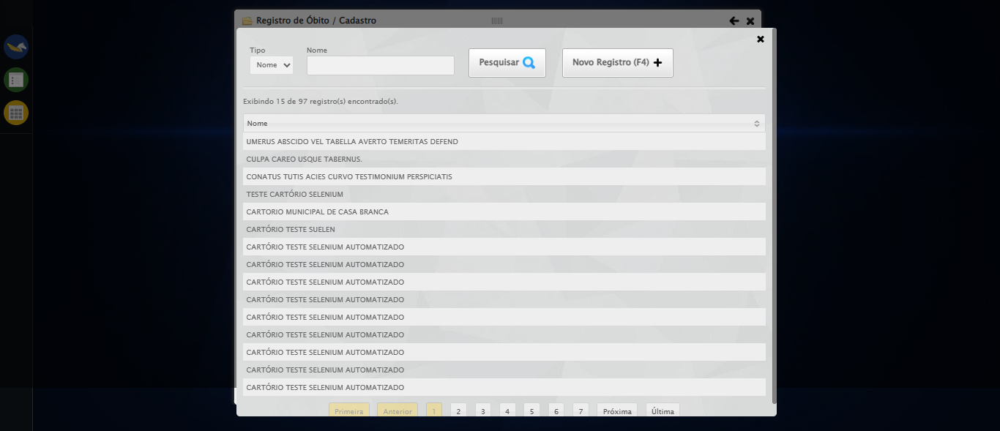 Registro de Óbito / Cadastro
Tipo
Nome
Nome
Pesquisar
Novo Registro (F4)
Exibindo 15 de 97 registro(s) encontrado(s).
Nome
UMERUS ABSCIDO VEL TABELLA AVERTO TEMERITAS DEFEND
CULPA CAREO USQUE TABERNUS.
CONATUS TUTIS ACIES CURVO TESTIMONIUM PERSPICIATIS
TESTE CARTÓRIO SELENIUM
CARTORIO MUNICIPAL DE CASA BRANCA
CARTÓRIO TESTE SUELEN
CARTÓRIO TESTE SELENIUM AUTOMATIZADO
CARTÓRIO TESTE SELENIUM AUTOMATIZADO
CARTÓRIO TESTE SELENIUM AUTOMATIZADO
CARTÓRIO TESTE SELENIUM AUTOMATIZADO
CARTÓRIO TESTE SELENIUM AUTOMATIZADO
CARTÓRIO TESTE SELENIUM AUTOMATIZADO
CARTÓRIO TESTE SELENIUM AUTOMATIZADO
CARTÓRIO TESTE SELENIUM AUTOMATIZADO
CARTÓRIO TESTE SELENIUM AUTOMATIZADO
Primeira Anterior 1 2 3 4 5 6 7 Próxima Última